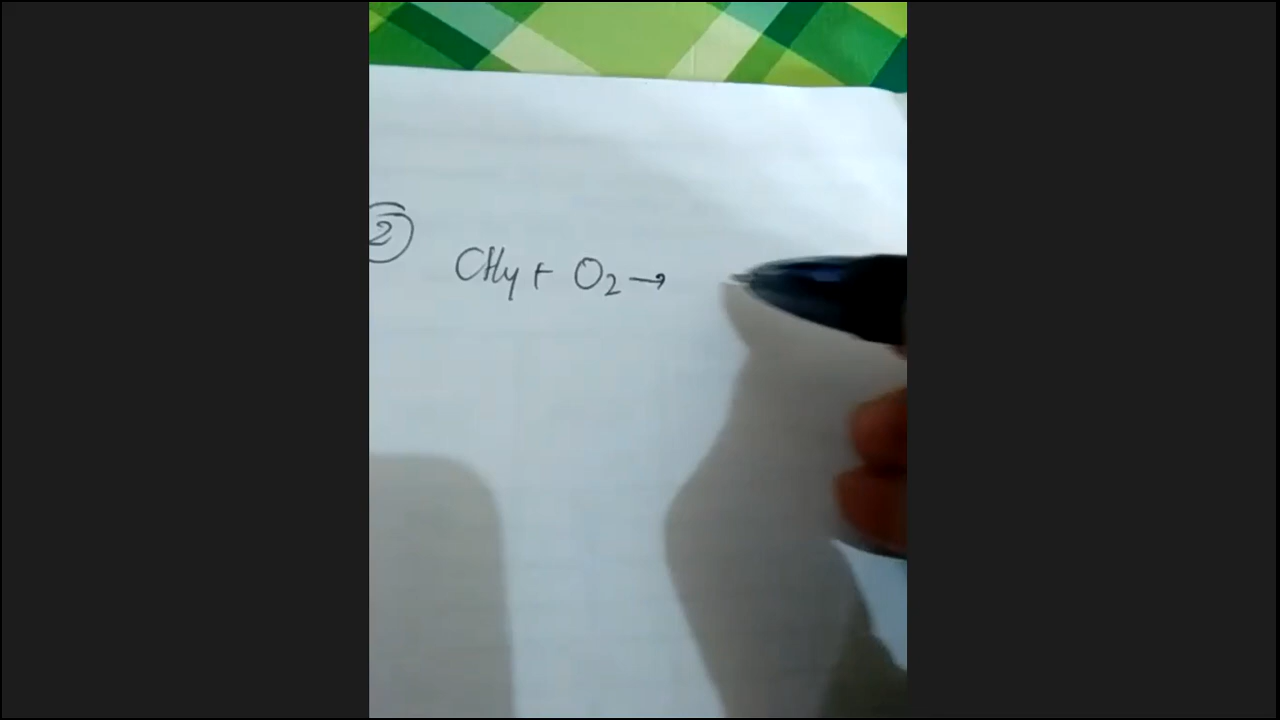 ②
CH4 + O2 →